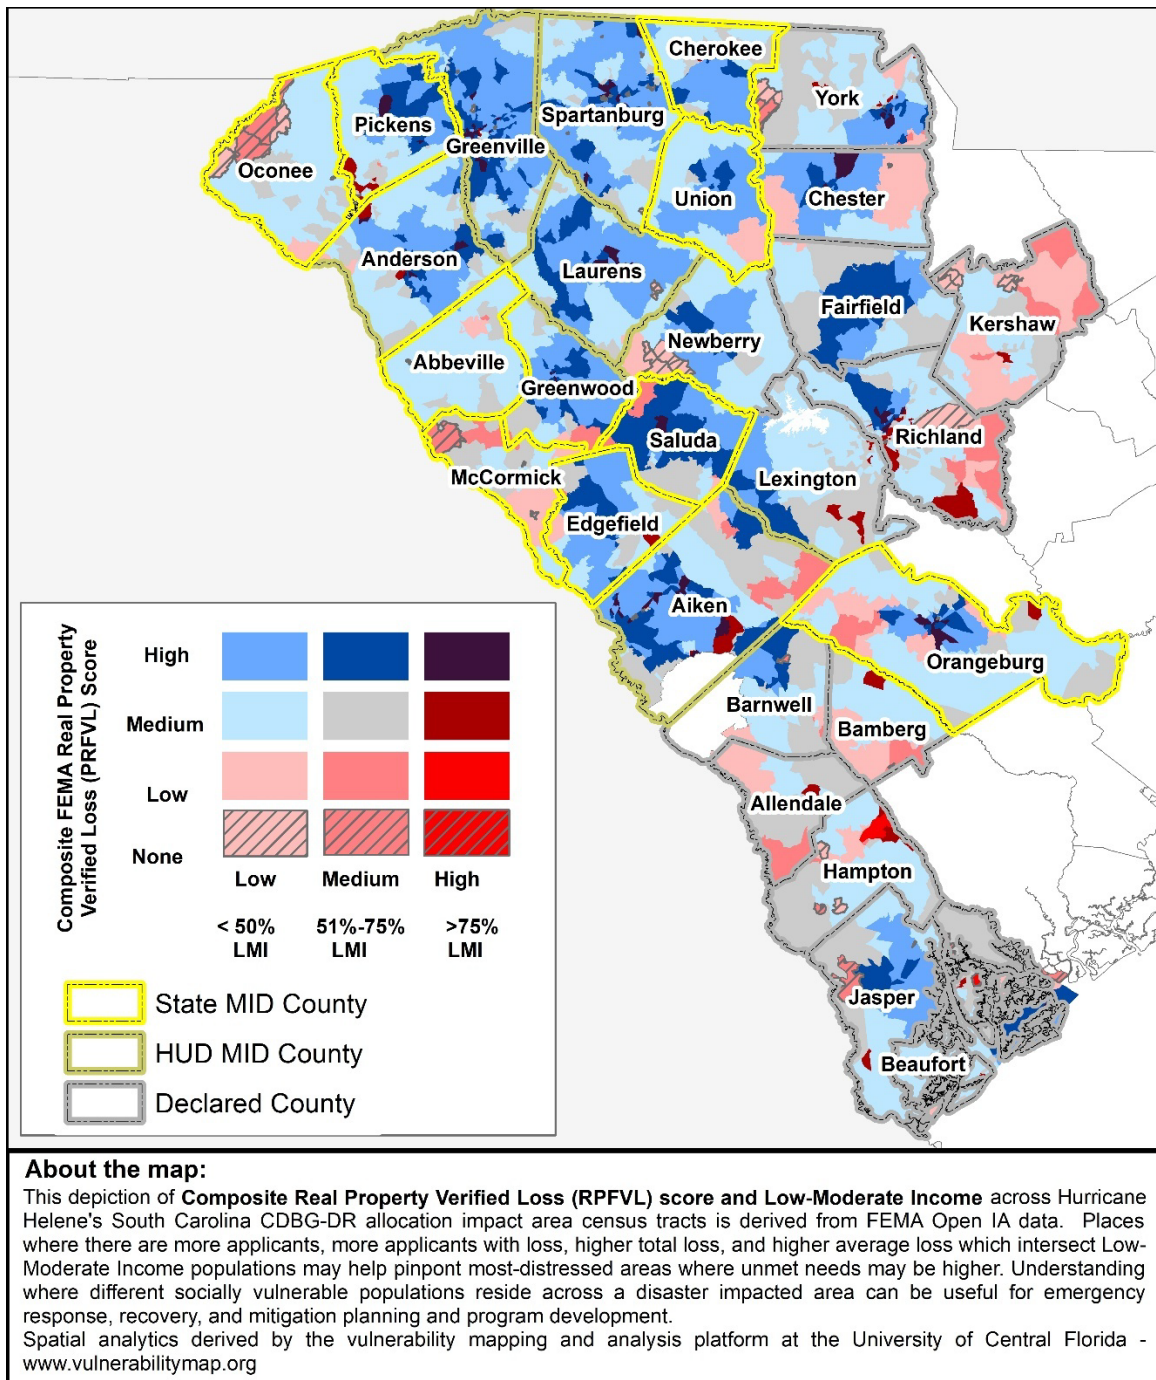 Cherokee
York
Pickens
Spartanburg
Greenville
Oconee
Union
Chester
Anderson
Laurens
Fairfield
Kershaw
Newberry
Abbeville
Greenwood
Saluda
Richland
McCormick
Lexington
Edgefield
Aiken
Orangeburg
Barnwell
Bamberg
Allendale
Hampton
Jasper
Beaufort
Composite FEMA Real Property
Verified Loss (PRFVL) Score
High
Medium
Low
None
Low Medium High
< 50% 51%-75% >75%
LMI LMI LMI
State MID County
HUD MID County
Declared County
About the map:
This depiction of Composite Real Property Verified Loss (RPFVL) score and Low-Moderate Income across Hurricane
Helene's South Carolina CDBG-DR allocation impact area census tracts is derived from FEMA Open IA data. Places
where there are more applicants, more applicants with loss, higher total loss, and higher average loss which intersect Low-
Moderate Income populations may help pinpont most-distressed areas where unmet needs may be higher. Understanding
where different socially vulnerable populations reside across a disaster impacted area can be useful for emergency
response, recovery, and mitigation planning and program development.
Spatial analytics derived by the vulnerability mapping and analysis platform at the University of Central Florida -
www.vulnerabilitymap.org